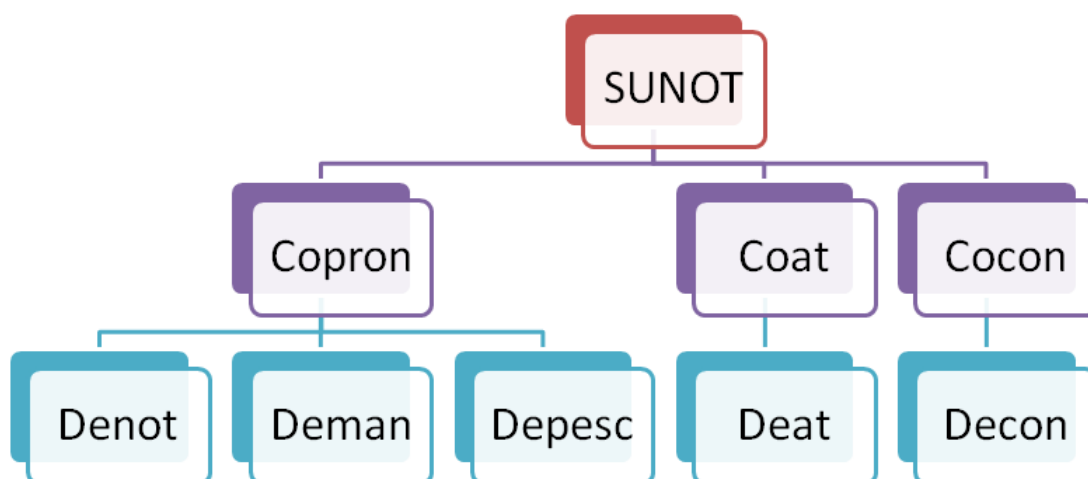 SUNOT
Copron
Coat
Cocon
Denot
Deman
Depesc
Deat
Decon